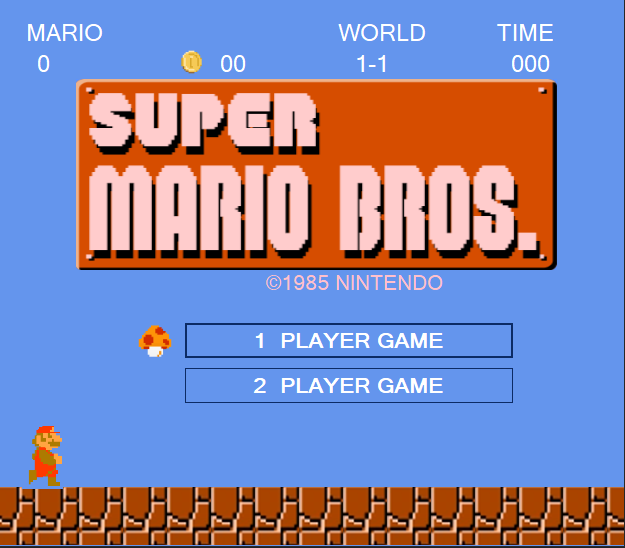 MARIO WORLD TIME
0 00 1-1 000
SUPER
MARIO BROS.
©1985 NINTENDO
1 PLAYER GAME
2 PLAYER GAME